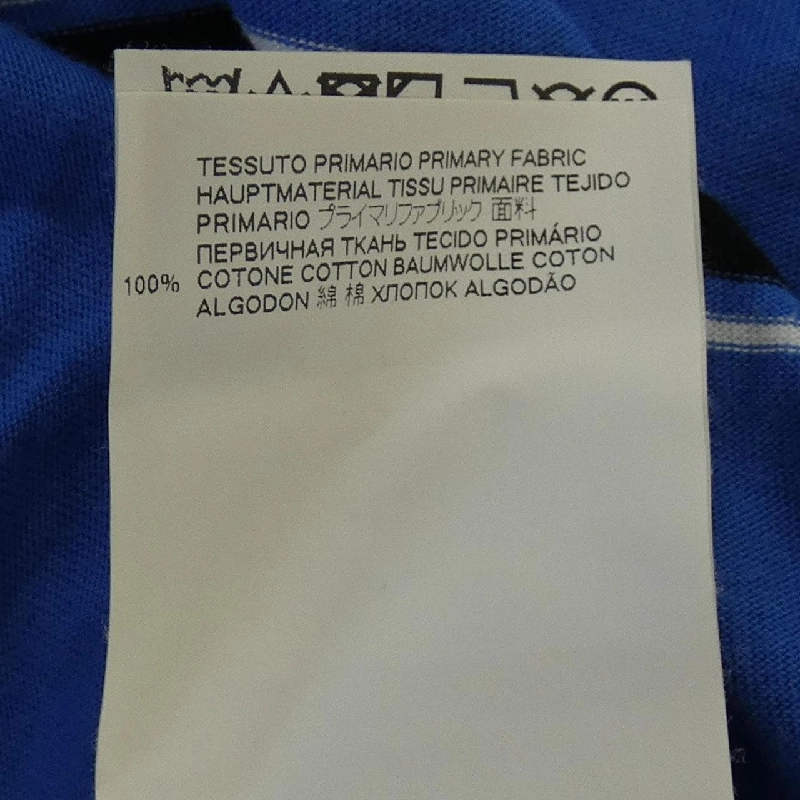 TESSUTO PRIMARIO PRIMARY FABRIC
HAUPTMATERIAL TISSU PRIMAIRE TEJIDO
PRIMARIO プライマリファブリック 面料
ПЕРВИЧНАЯ ТКАНЬ TECIDO PRIMÁRIO
100% COTONE COTTON BAUMWOLLE COTON
ALGODON 綿 棉 ХЛОПОК ALGODÃO